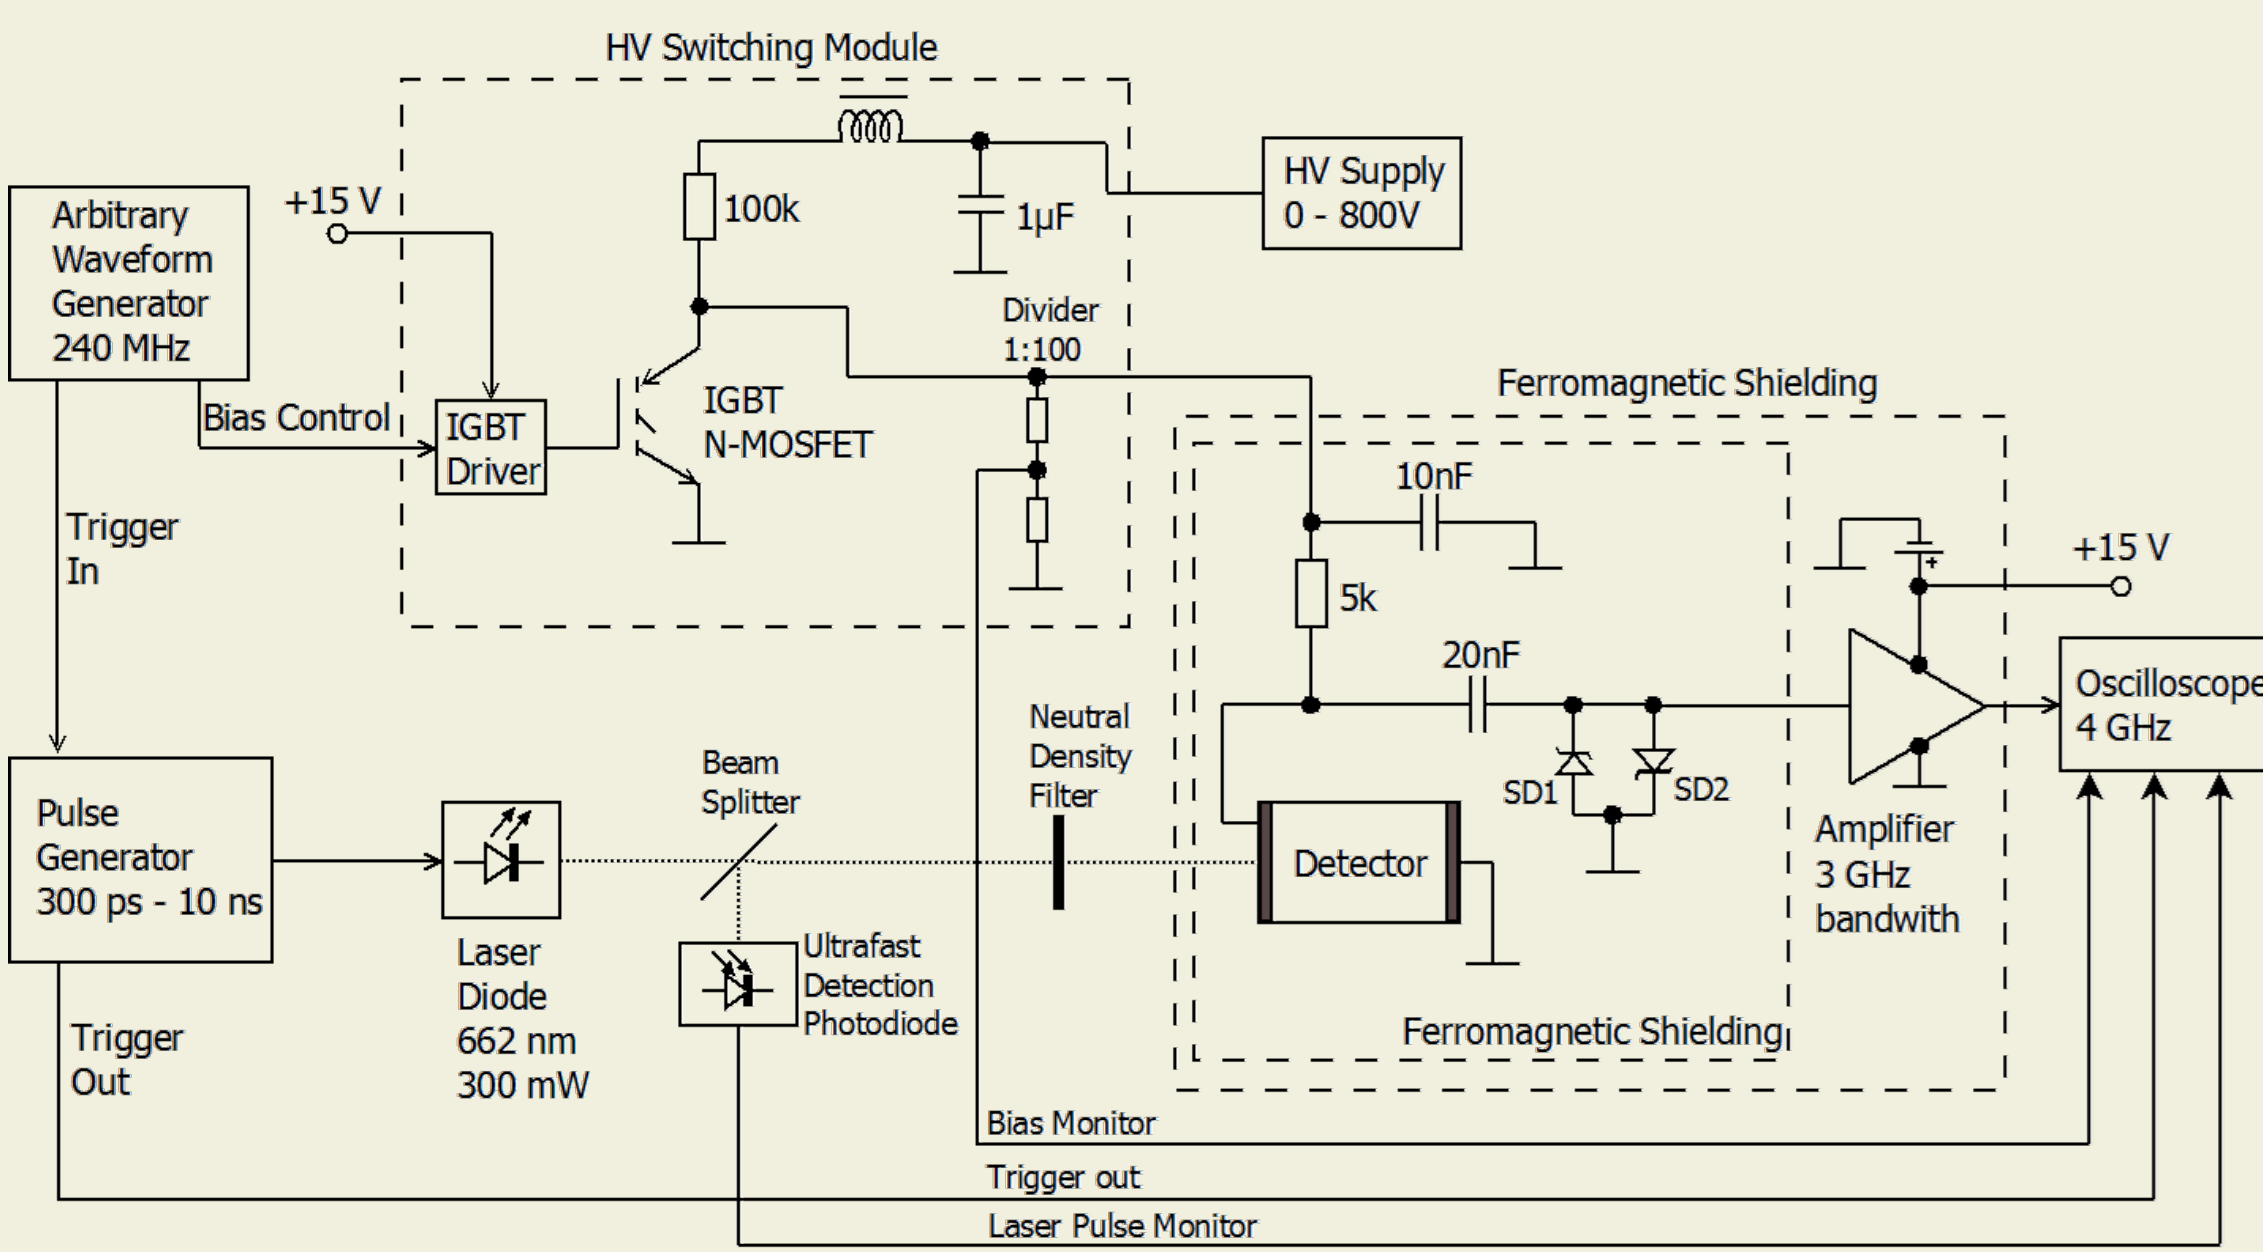 HV Switching Module
Arbitrary
Waveform
Generator
240 MHz
+15 V
100k
1µF
HV Supply
0 - 800V
Divider
1:100
Bias Control
IGBT
Driver
IGBT
N-MOSFET
Trigger
In
Ferromagnetic Shielding
10nF
5k
20nF
+
+15 V
SD1
SD2
Oscilloscope
4 GHz
Amplifier
3 GHz
bandwith
Neutral
Density
Filter
Beam
Splitter
Detector
Pulse
Generator
300 ps - 10 ns
Laser
Diode
662 nm
300 mW
Ultrafast
Detection
Photodiode
Ferromagnetic Shielding
Trigger
Out
Bias Monitor
Trigger out
Laser Pulse Monitor